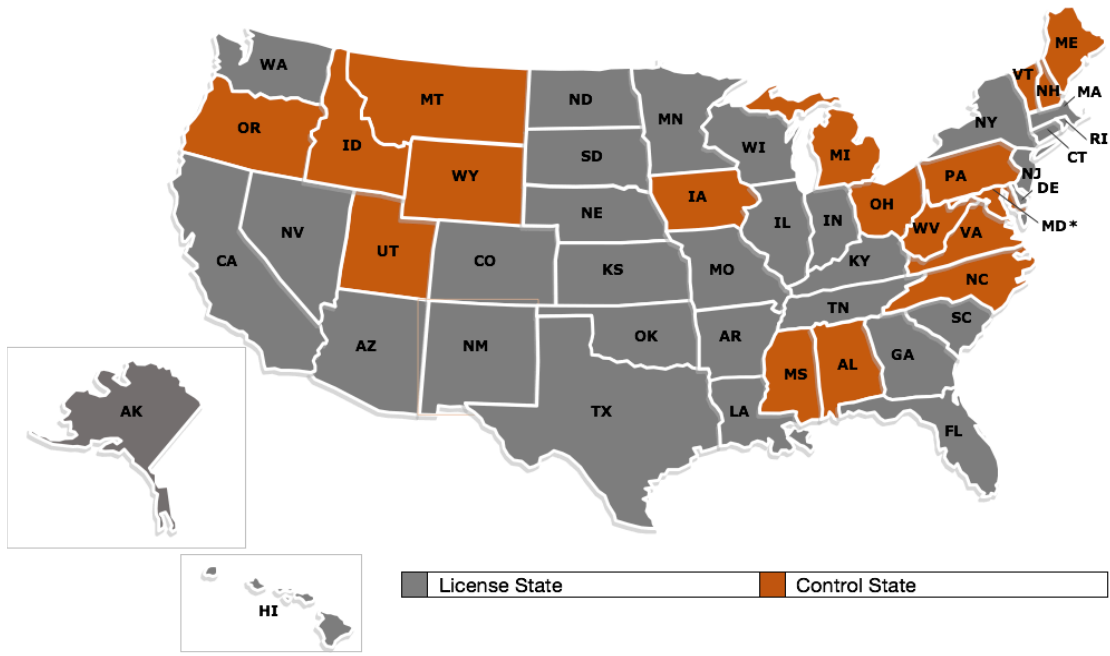 ME
WA
VT
NH
MA
MT
ND
MN
OR
NY
RI
ID
SD
WI
MI
CT
WY
PA
NJ
DE
IA
OH
NE
IL
IN
WV
VA
MD*
NV
UT
CA
CO
KS
MO
KY
NC
TN
SC
AZ
NM
OK
AR
GA
MS
AL
TX
LA
AK
FL
License State
Control State
HI